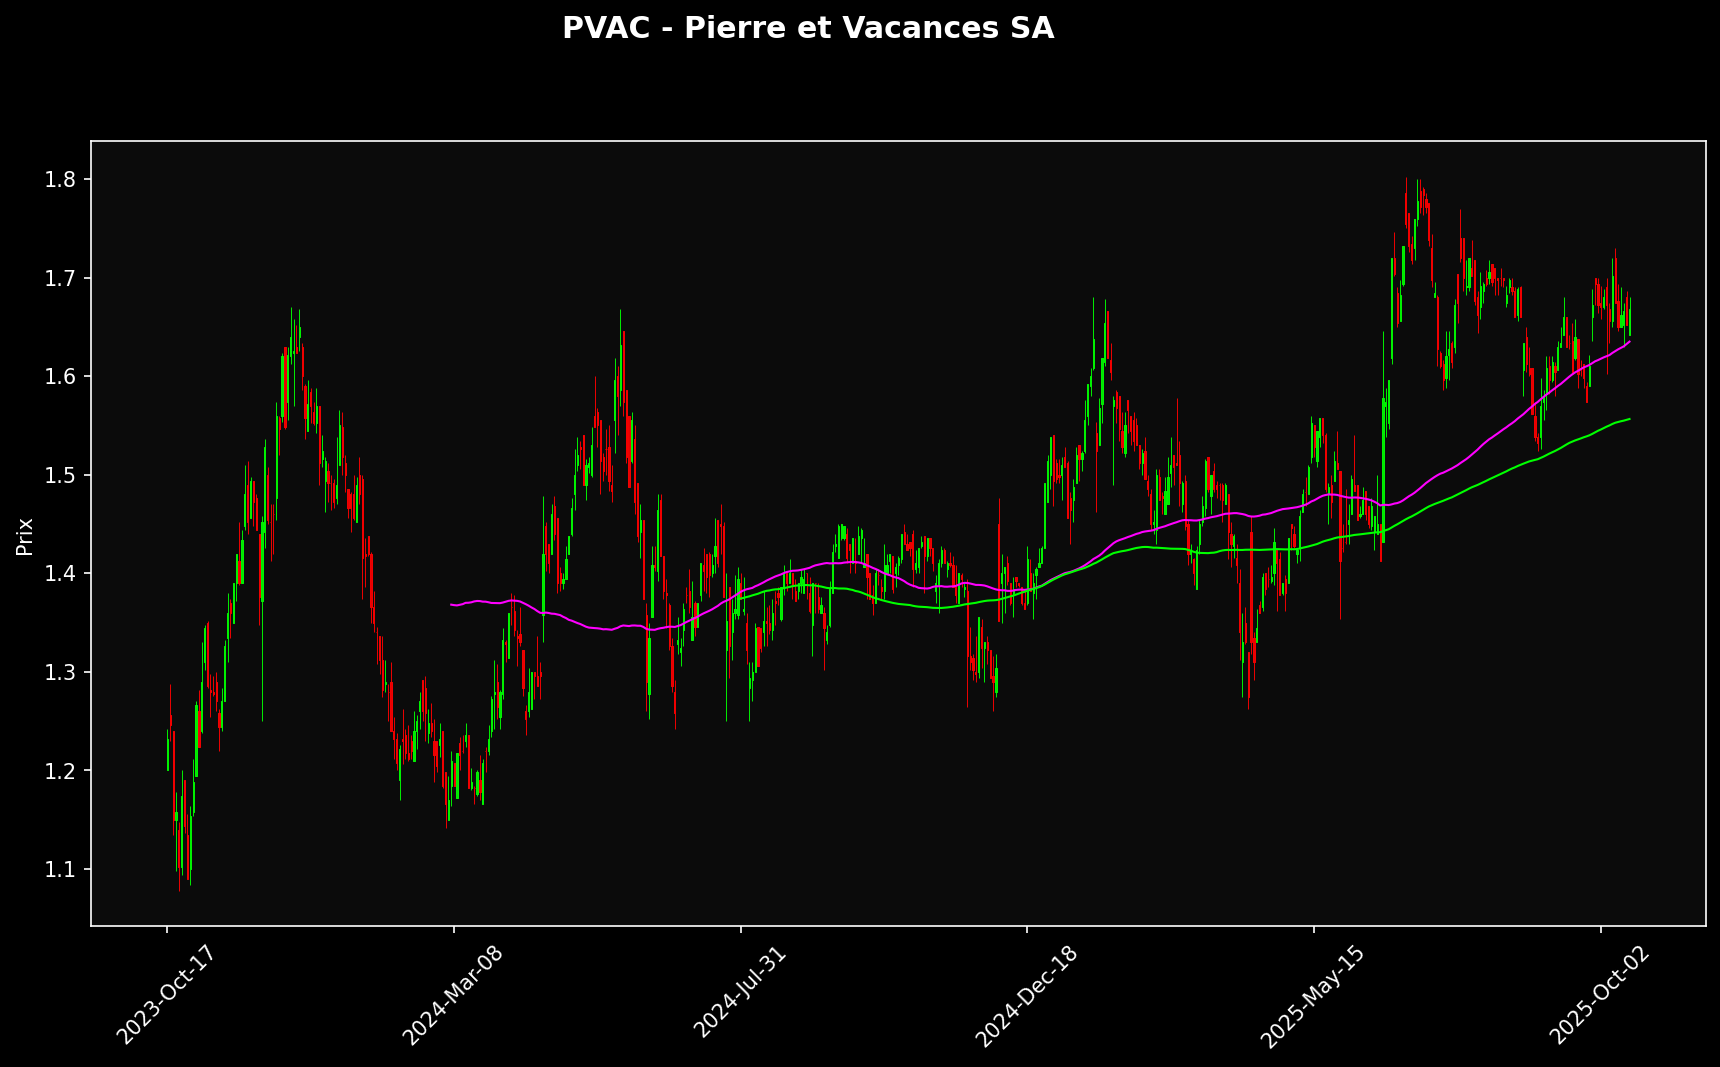 PVAC - Pierre et Vacances SA
Prix
1.8
1.7
1.6
1.5
1.4
1.3
1.2
1.1
2023-Oct-17
2024-Mar-08
2024-Jul-31
2024-Dec-18
2025-May-15
2025-Oct-02